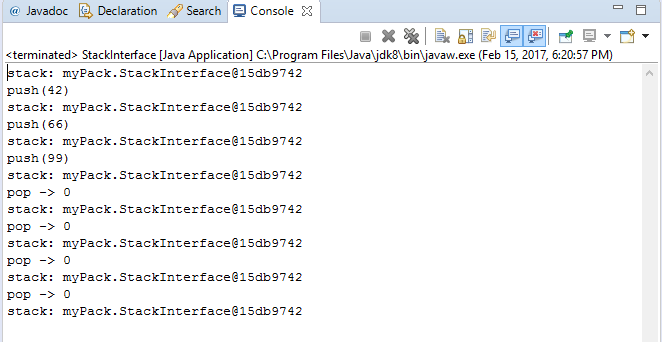 @ Javadoc Declaration Search Console
<terminated> StackInterface [Java Application] C:\Program Files\Java\jdk8\bin\javaw.exe (Feb 15, 2017, 6:20:57 PM)
stack: myPack.StackInterface@15db9742
push(42)
stack: myPack.StackInterface@15db9742
push(66)
stack: myPack.StackInterface@15db9742
push(99)
stack: myPack.StackInterface@15db9742
pop -> 0
stack: myPack.StackInterface@15db9742
pop -> 0
stack: myPack.StackInterface@15db9742
pop -> 0
stack: myPack.StackInterface@15db9742
pop -> 0
stack: myPack.StackInterface@15db9742